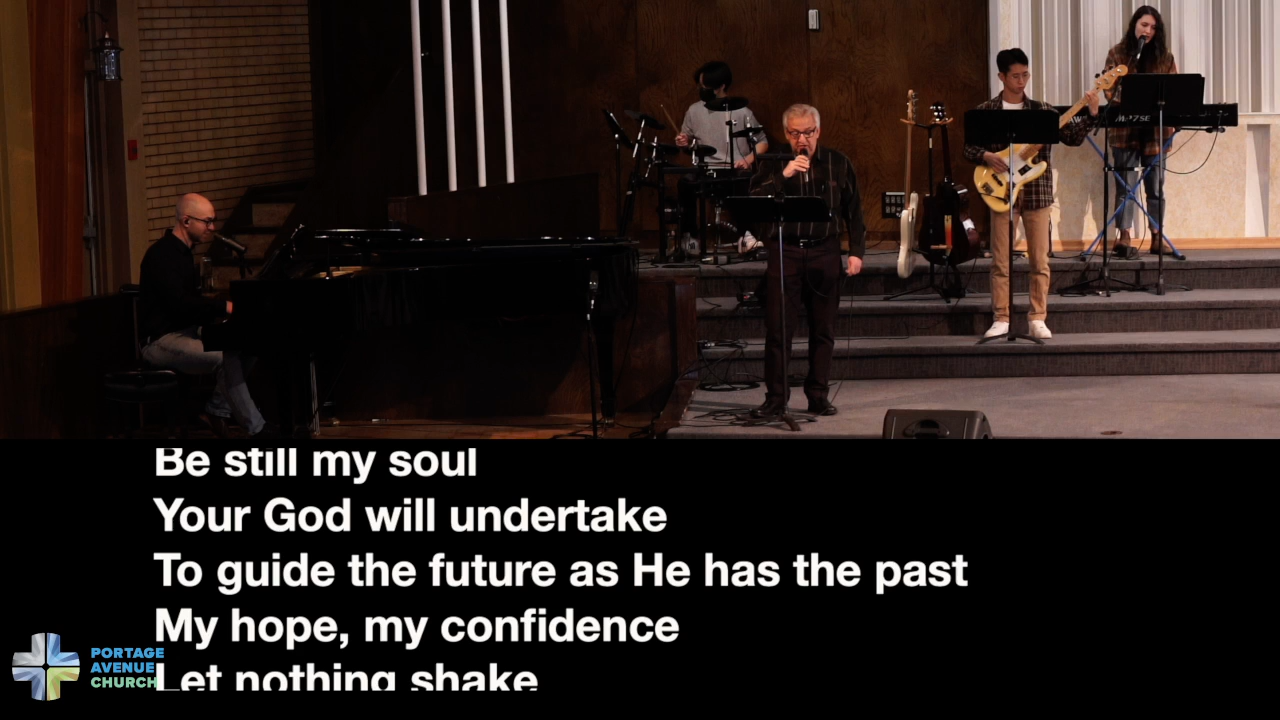 Be still my soul
Your God will undertake
To guide the future as He has the past
My hope, my confidence
Let nothing shake
PORTAGE
AVENUE
CHURCH